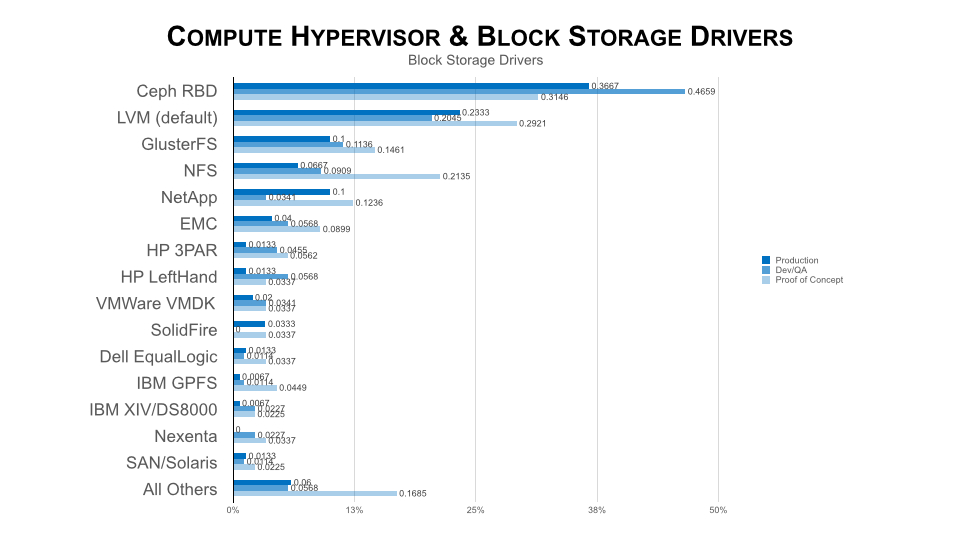 COMPUTE HYPERVISOR & BLOCK STORAGE DRIVERS
Block Storage Drivers
Ceph RBD
0.3667
0.4659
0.3146
LVM (default)
0.2333
0.2045
0.2921
GlusterFS
0.1
0.1136
0.1461
NFS
0.0667
0.0909
0.2135
NetApp
0.1
0.0341
0.1236
EMC
0.04
0.0568
0.0899
HP 3PAR
0.0133
0.0455
0.0562
HP LeftHand
0.0133
0.0568
0.0337
VMWare VMDK
0.02
0.0341
0.0337
SolidFire
0.0333
0
0.0337
Dell EqualLogic
0.0133
0.0114
0.0337
IBM GPFS
0.0067
0.0114
0.0449
IBM XIV/DS8000
0.0067
0.0227
0.0225
Nexenta
0
0.0227
0.0337
SAN/Solaris
0.0133
0.0114
0.0225
All Others
0.06
0.0568
0.1685
0%
13%
25%
38%
50%
Production
Dev/QA
Proof of Concept